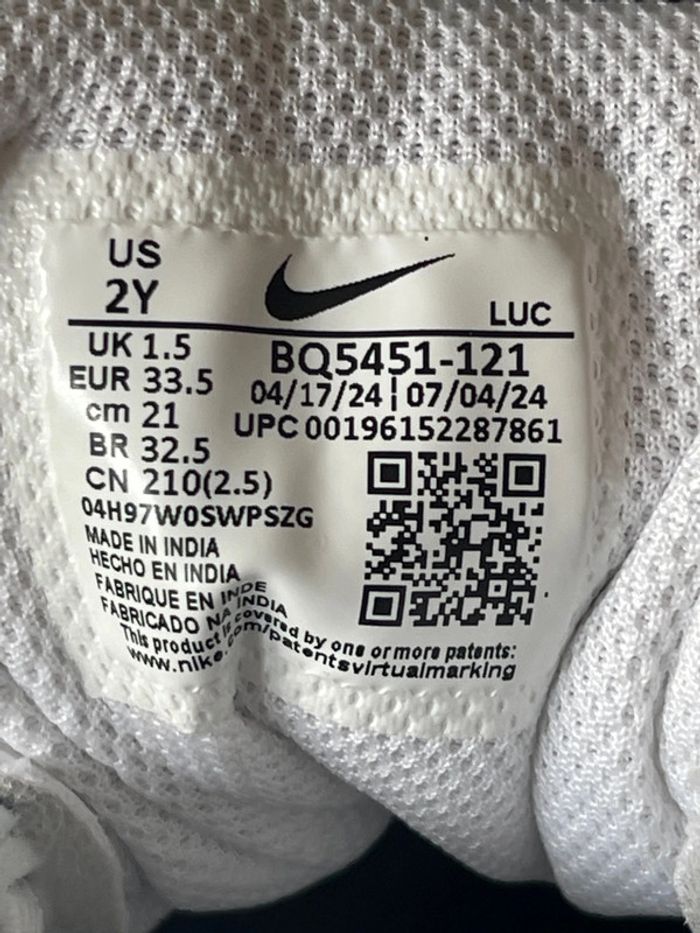 US
2Y
LUC
UK 1.5
EUR 33.5
cm 21
BR 32.5
CN 210(2.5)
BQ5451-121
04/17/24 | 07/04/24
UPC 00196152287861
04H97W0SWPSZG
MADE IN INDIA
HECHO EN INDIA
FABRIQUE EN INDE
FABRICADO NA INDIA
This product is covered by one or more patents:
www.nike.com/patentsvirtualmarking